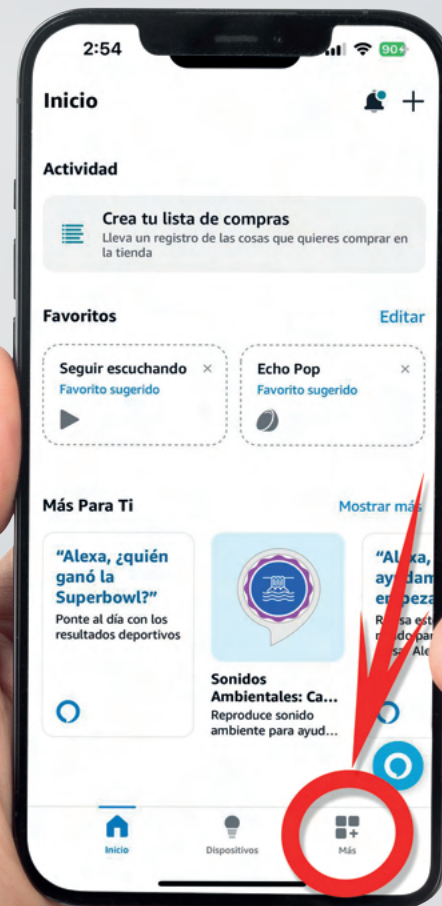 2:54
90
Inicio
Actividad
Crea tu lista de compras
Lleva un registro de las cosas que quieres comprar en
la tienda
Favoritos
Editar
Seguir escuchando
Favorito sugerido
Echo Pop
Favorito sugerido
Más Para Ti
Mostrar más
“Alexa, ¿quién
ganó la
Superbowl?”
Ponte al día con los
resultados deportivos
Sonidos
Ambientales: Ca...
Reproduce sonido
ambiente para ayud...
Inicio
Dispositivos
Más